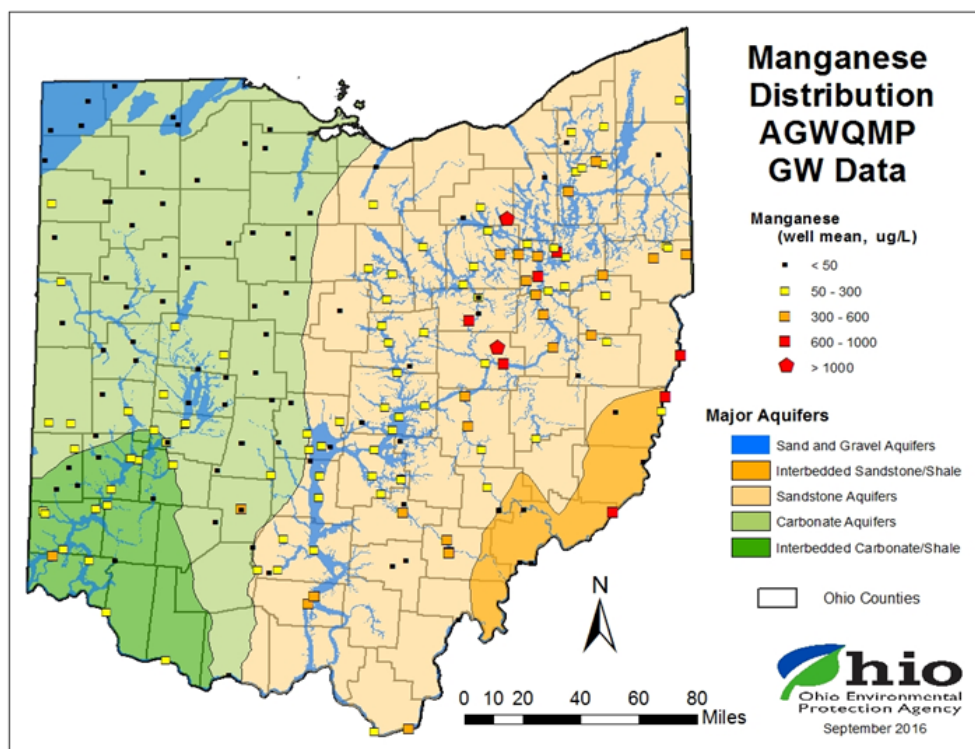 Manganese
Distribution
AGWQMP
GW Data
Manganese
(well mean, ug/L)
< 50
50 - 300
300 - 600
600 - 1000
> 1000
Major Aquifers
Sand and Gravel Aquifers
Interbedded Sandstone/Shale
Sandstone Aquifers
Carbonate Aquifers
Interbedded Carbonate/Shale
Ohio Counties
N
0 10 20 40 60 80
Miles
Ohio
Ohio Environmental
Protection Agency
September 2016